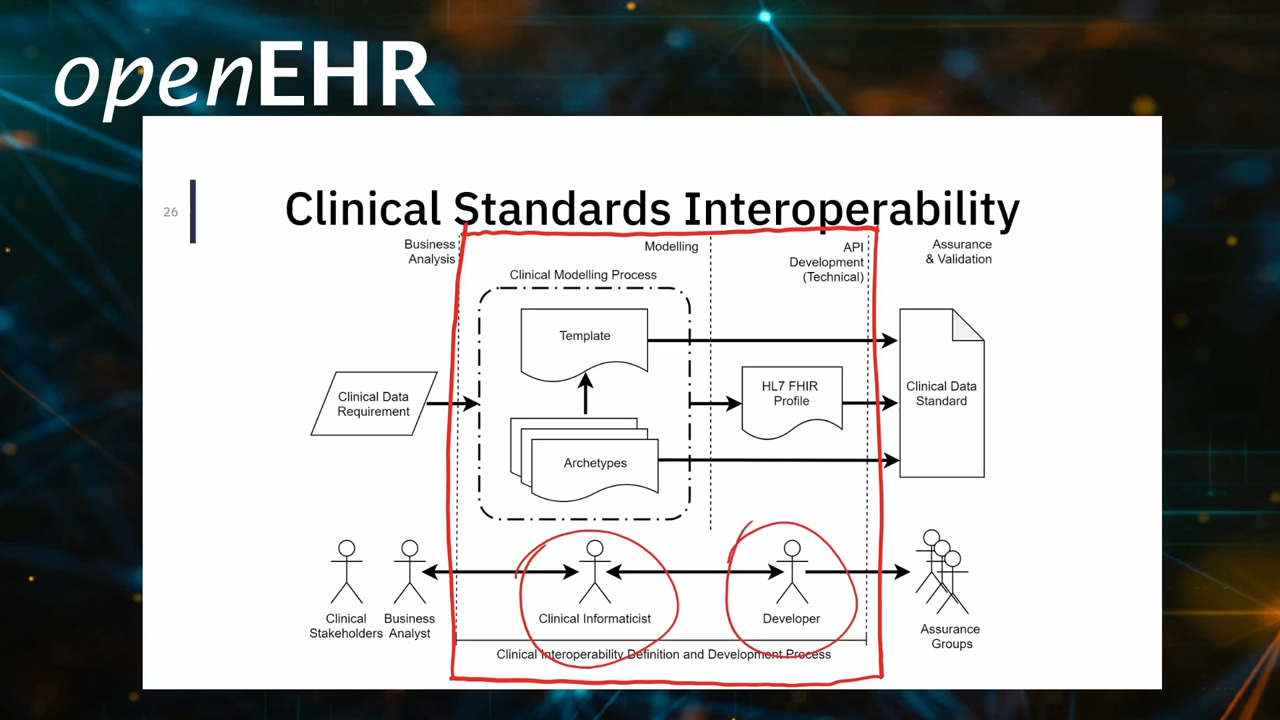 openEHR
26
Clinical Standards Interoperability
Business
Analysis
Modelling
API
Development
(Technical)
Assurance
& Validation
Clinical Modelling Process
Template
Clinical Data
Requirement
HL7 FHIR
Profile
Clinical Data
Standard
Archetypes
Clinical
Stakeholders
Business
Analyst
Clinical Informaticist
Developer
Assurance
Groups
Clinical Interoperability Definition and Development Process